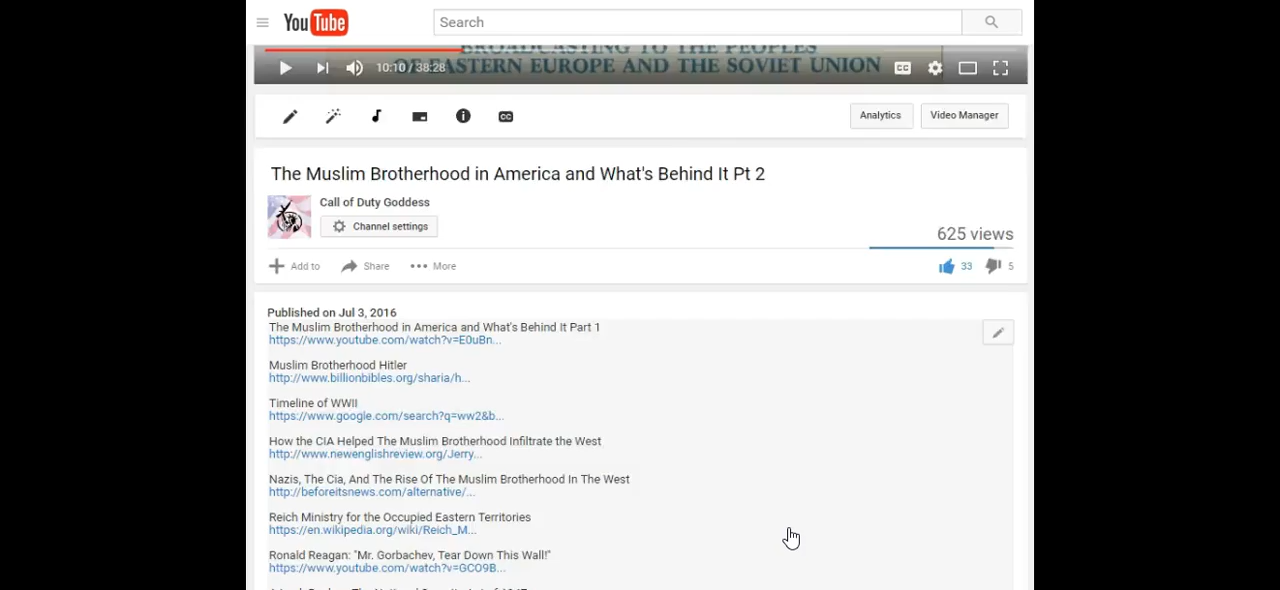 YouTube
Search
BROADCASTING TO THE PEOPLES
OF EASTERN EUROPE AND THE SOVIET UNION
10:10 / 38:28
CC
CC
Analytics
Video Manager
The Muslim Brotherhood in America and What's Behind It Pt 2
Call of Duty Goddess
Channel settings
625 views
Add to
Share
More
33
5
Published on Jul 3, 2016
The Muslim Brotherhood in America and What's Behind It Part 1
https://www.youtube.com/watch?v=E0uBn...
Muslim Brotherhood Hitler
http://www.billionbibles.org/sharia/h...
Timeline of WWII
https://www.google.com/search?q=ww2&b...
How the CIA Helped The Muslim Brotherhood Infiltrate the West
http://www.newenglishreview.org/Jerry...
Nazis, The Cia, And The Rise Of The Muslim Brotherhood In The West
http://beforeitsnews.com/alternative/...
Reich Ministry for the Occupied Eastern Territories
https://en.wikipedia.org/wiki/Reich_M...
Ronald Reagan: "Mr. Gorbachev, Tear Down This Wall!"
https://www.youtube.com/watch?v=GCO9B...